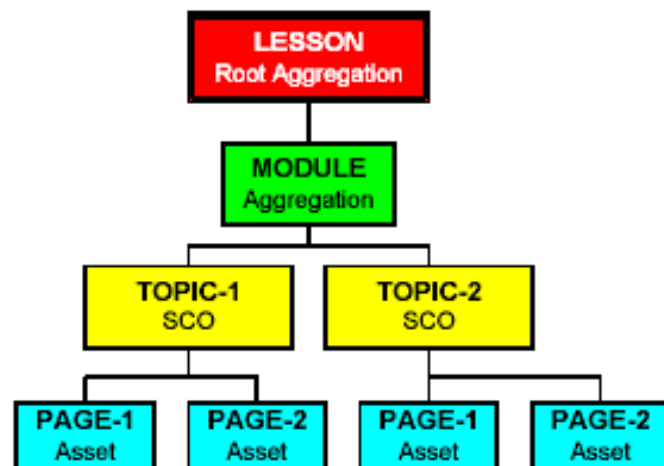 LESSON
Root Aggregation
MODULE
Aggregation
TOPIC-1
SCO
TOPIC-2
SCO
PAGE-1
Asset
PAGE-2
Asset
PAGE-1
Asset
PAGE-2
Asset